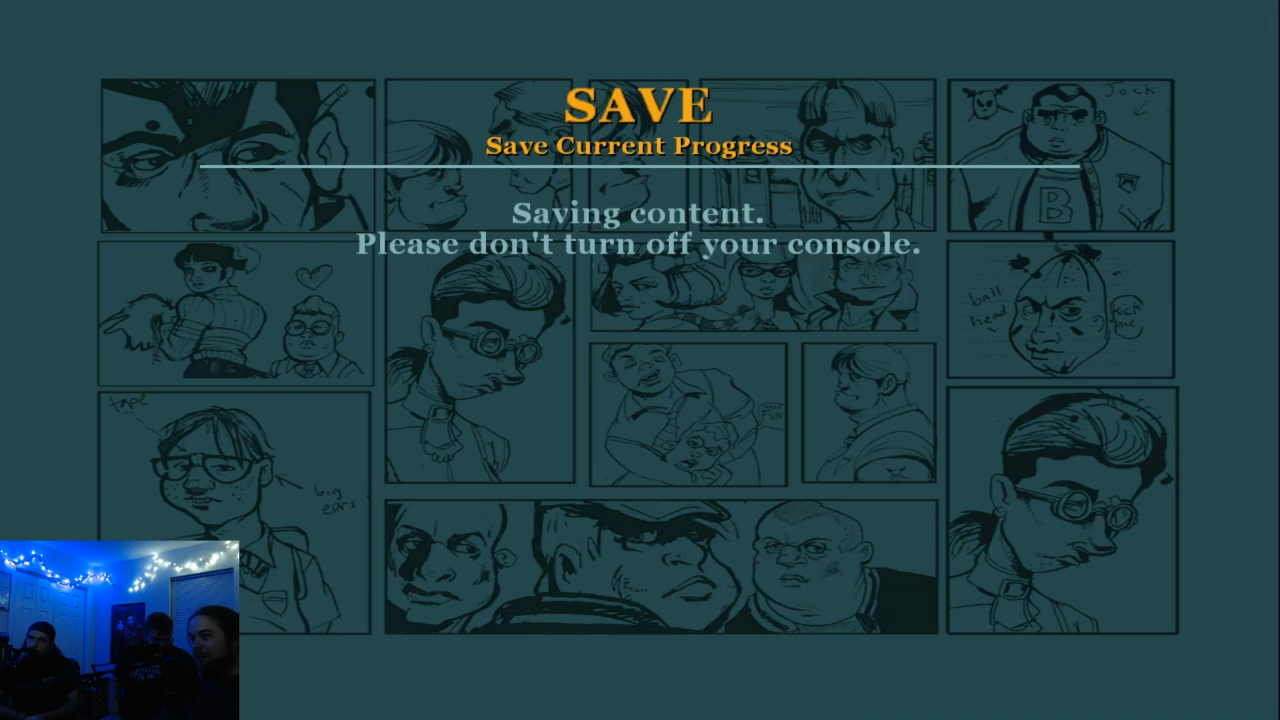 SAVE
Save Current Progress
Saving content.
Please don't turn off your console.
Jock
B
ball
head
kick
me
tape
big
ears